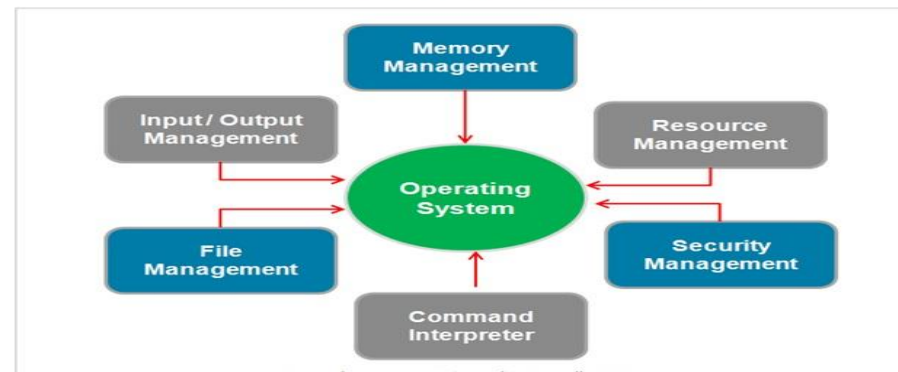 Memory
Management
Input / Output
Management
Resource
Management
Operating
System
File
Management
Security
Management
Command
Interpreter